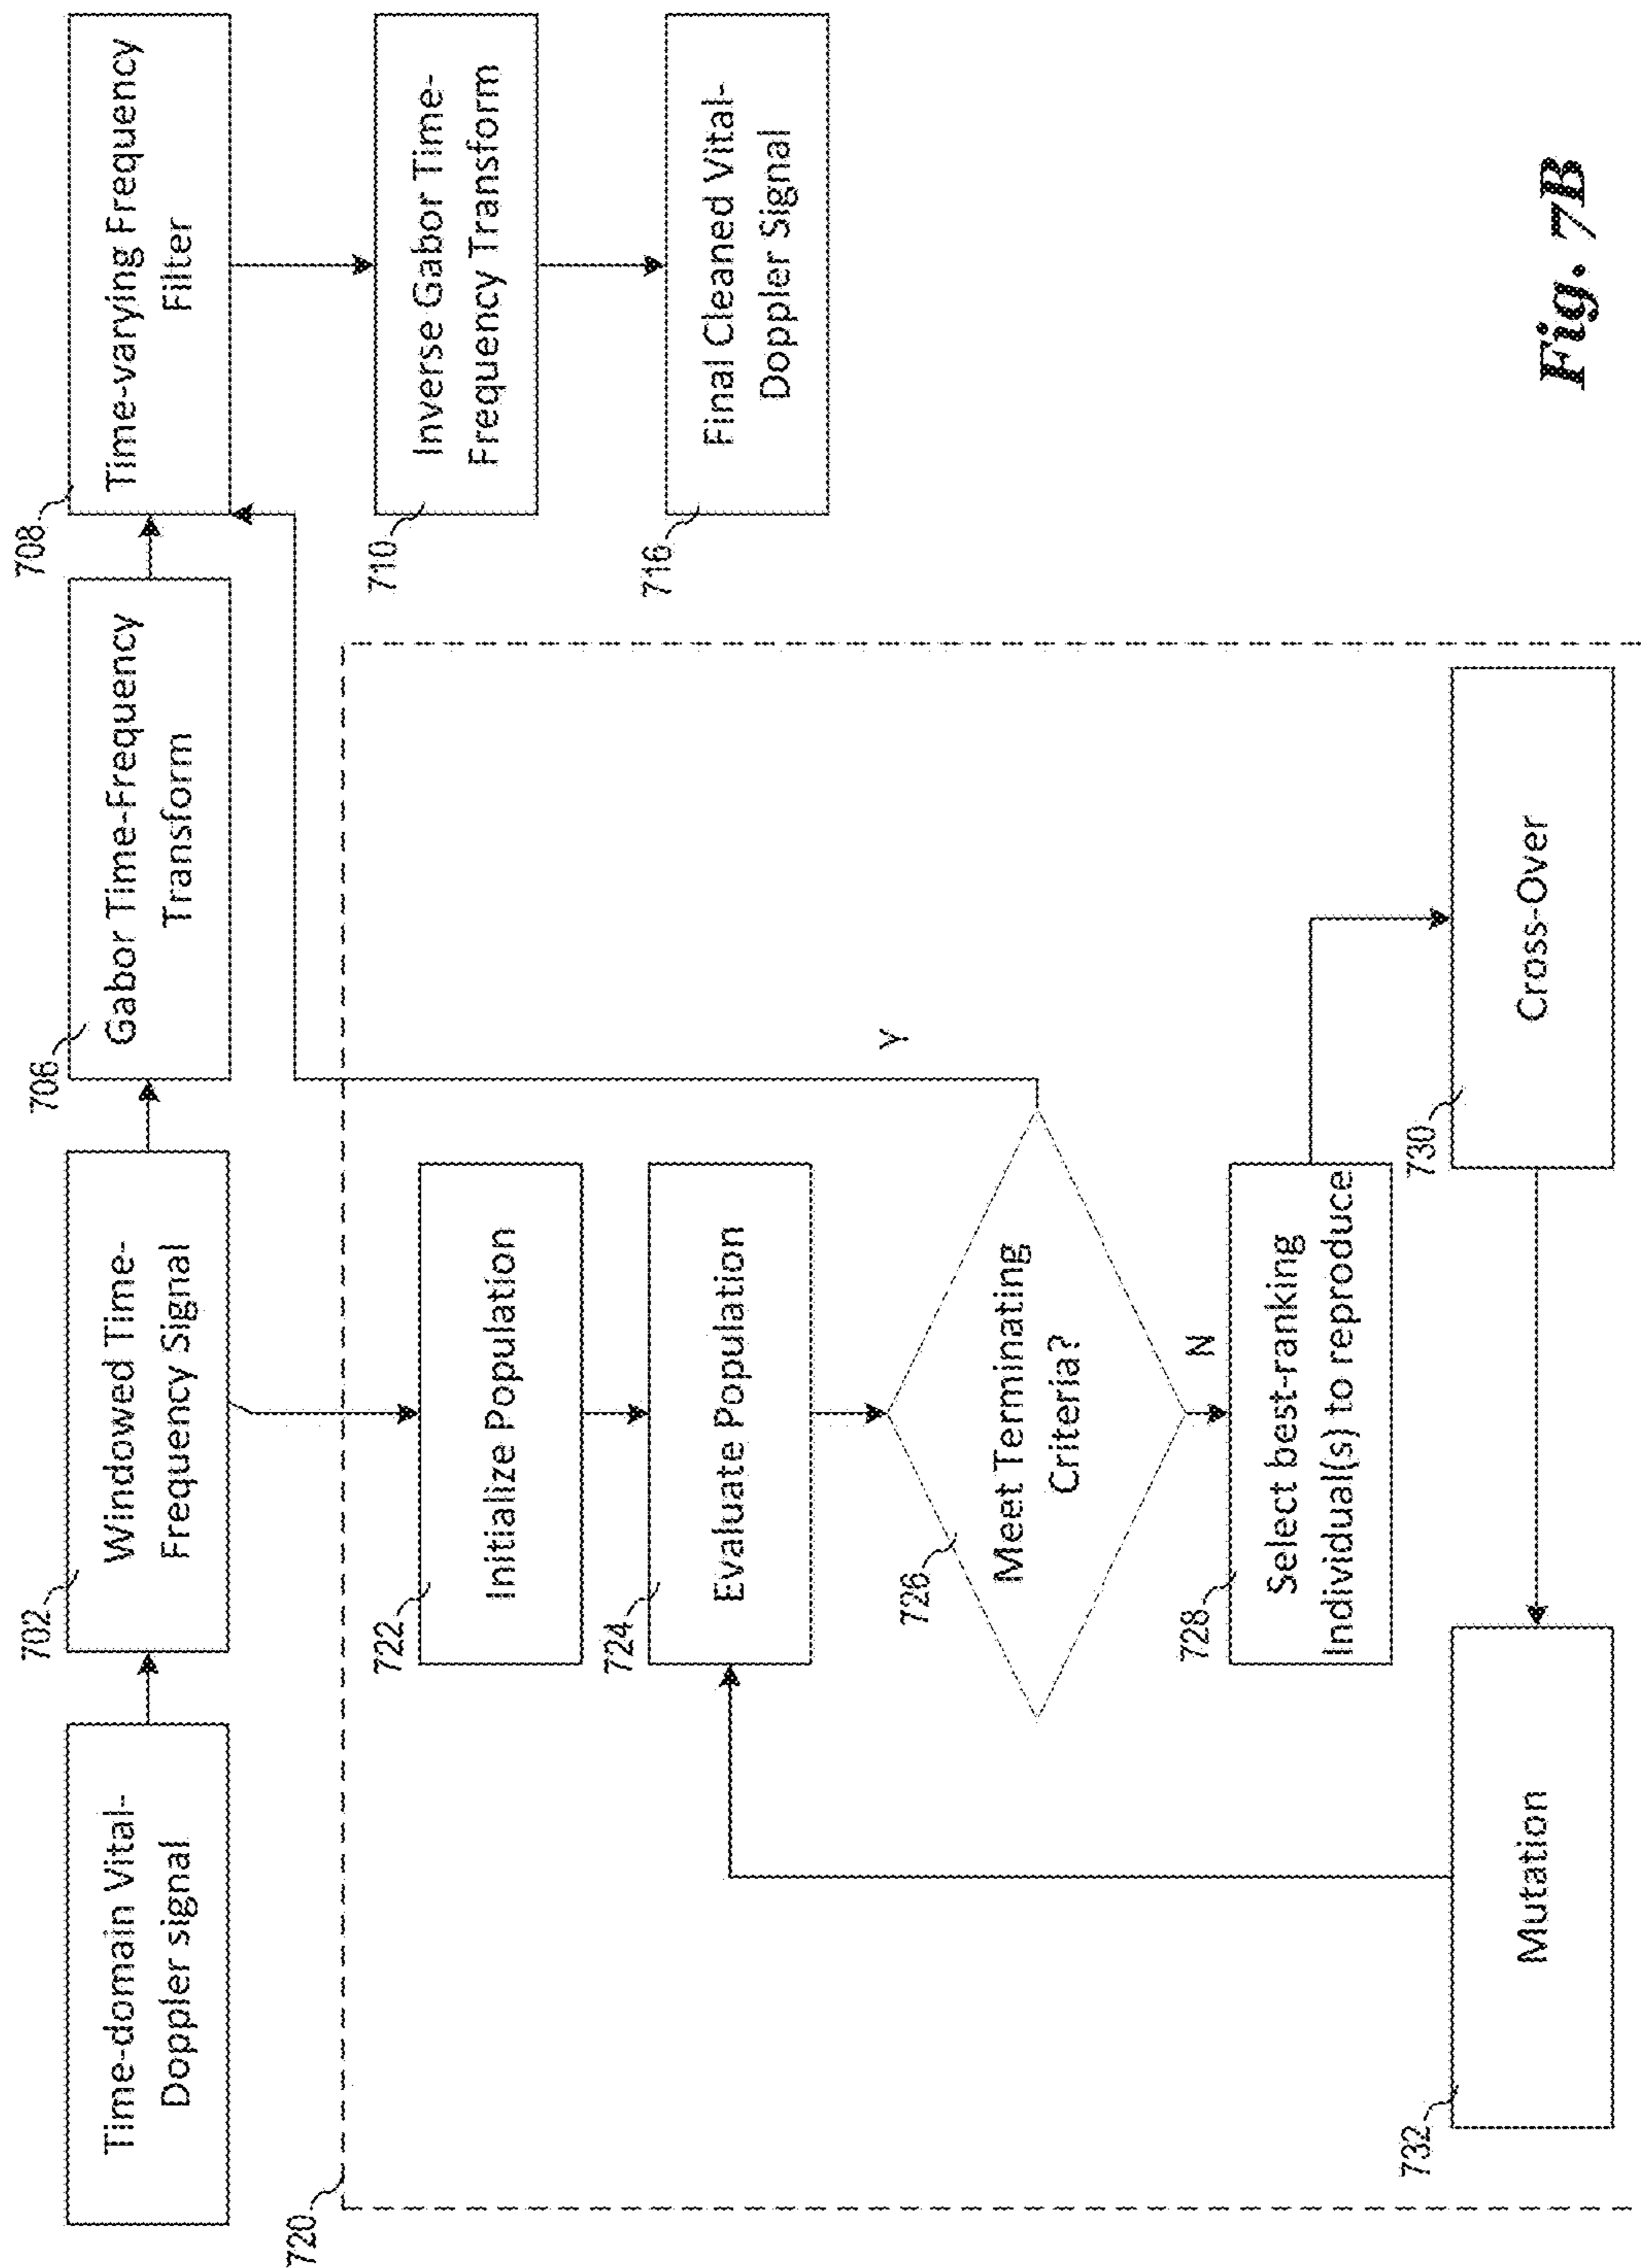 Time-domain Vital-
Doppler signal
702
Windowed Time-
Frequency Signal
706
Gabor Time-Frequency
Transform
708
Time-varying Frequency
Filter
710
Inverse Gabor Time-
Frequency Transform
716
Final Cleaned Vital-
Doppler Signal
720
722
Initialize Population
724
Evaluate Population
726
Meet Terminating
Criteria?
Y
N
728
Select best-ranking
Individual(s) to reproduce
730
Cross-Over
732
Mutation
Fig. 7B